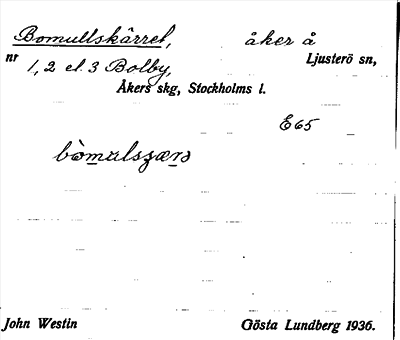 Bomullskärret, åker å
nr 1, 2 el. 3 Bolby, Ljusterö sn,
Åkers skg, Stockholms l.
E65
John Westin Gösta Lundberg 1936.